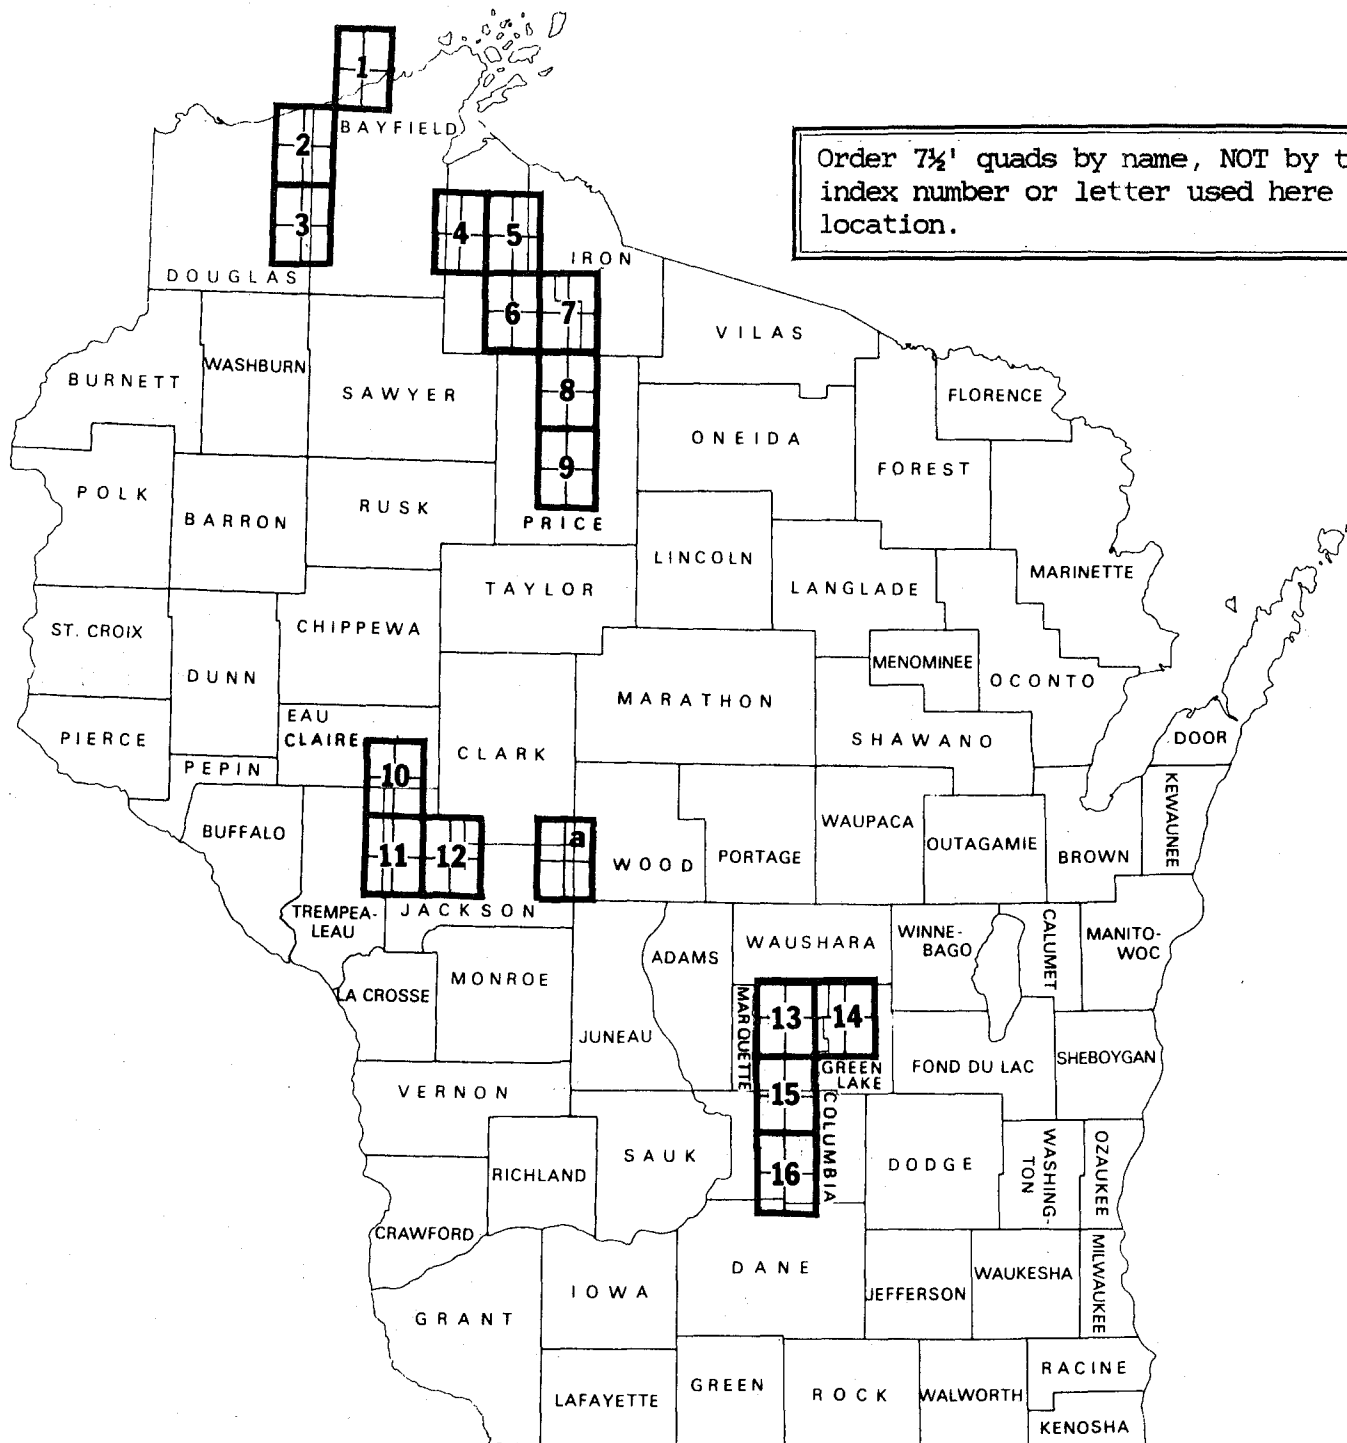 1
BAYFIELD
2
Order 7½' quads by name, NOT by t
index number or letter used here
location.
3
4
5
IRON
DOUGLAS
6
7
VILAS
WASHBURN
BURNETT
SAWYER
8
FLORENCE
ONEIDA
9
FOREST
POLK
RUSK
BARRON
PRICE
LINCOLN
TAYLOR
LANGLADE
MARINETTE
ST. CROIX
CHIPPEWA
MENOMINEE
DUNN
OCONTO
MARATHON
EAU
CLAIRE
PIERCE
CLARK
SHAWANO
DOOR
PEPIN
10
KEWAUNEE
BUFFALO
WAUPACA
OUTAGAMIE
a
11
12
WOOD
PORTAGE
BROWN
TREMPEA-
LEAU
JACKSON
ADAMS
WAUSHARA
WINNE-
BAGO
CALUMET
MANITO-
WOC
LA CROSSE
MONROE
MARQUETTE
13
14
JUNEAU
GREEN
LAKE
FOND DU LAC
SHEBOYGAN
VERNON
15
COLUMBIA
SAUK
RICHLAND
16
DODGE
WASHING-
TON
OZAUKEE
CRAWFORD
DANE
WAUKESHA
MILWAUKEE
IOWA
JEFFERSON
GRANT
RACINE
GREEN
LAFAYETTE
ROCK
WALWORTH
KENOSHA